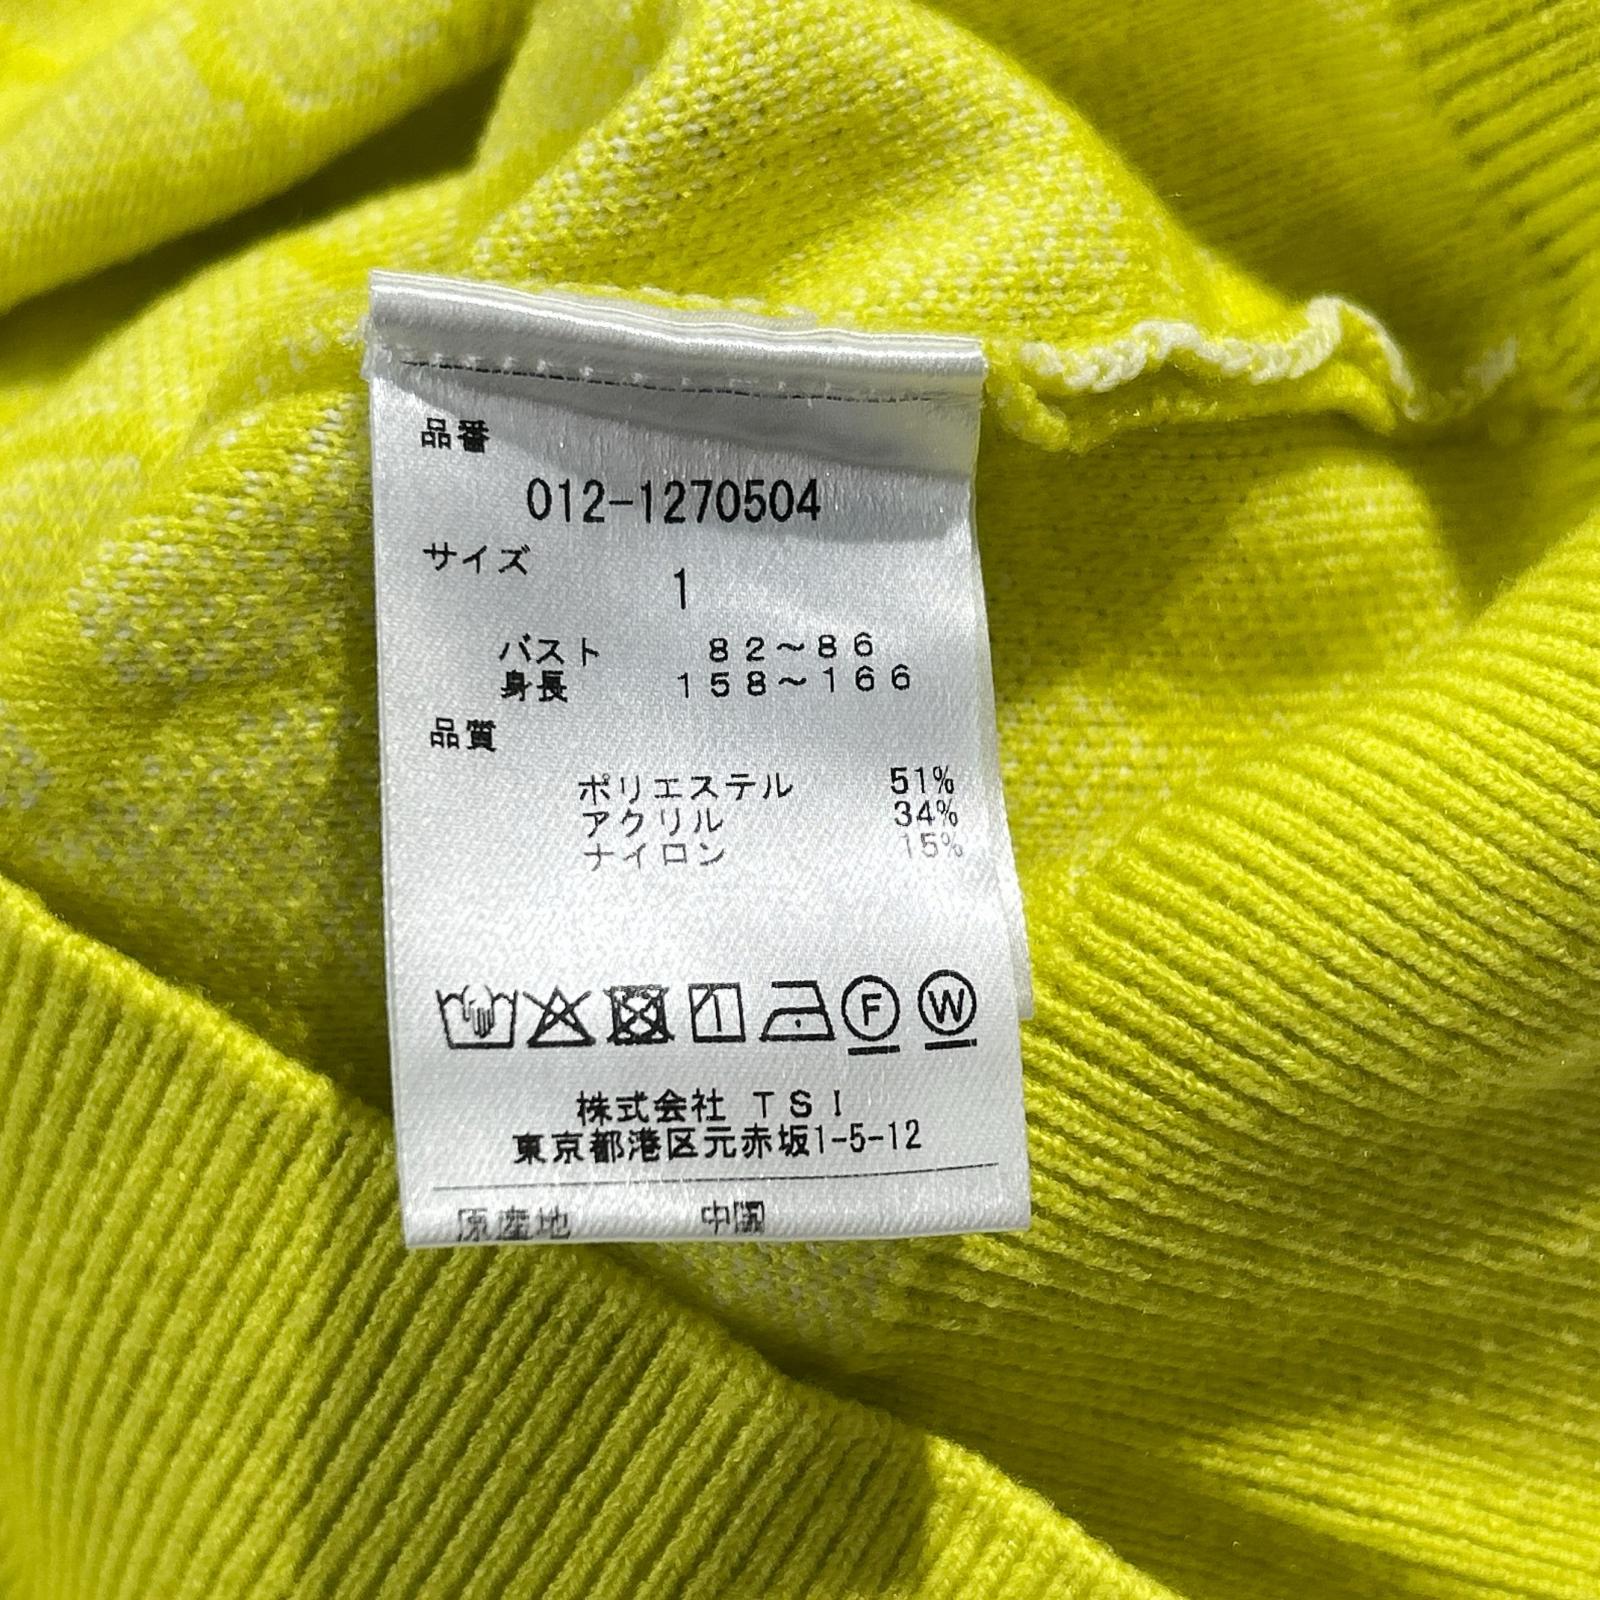 品番
012-1270504
サイズ
1
バスト 82~86
身長 158~166
品質
ポリエステル 51%
アクリル 34%
ナイロン 15%
F W
株式会社 TSI
東京都港区元赤坂1-5-12
原産地 中国